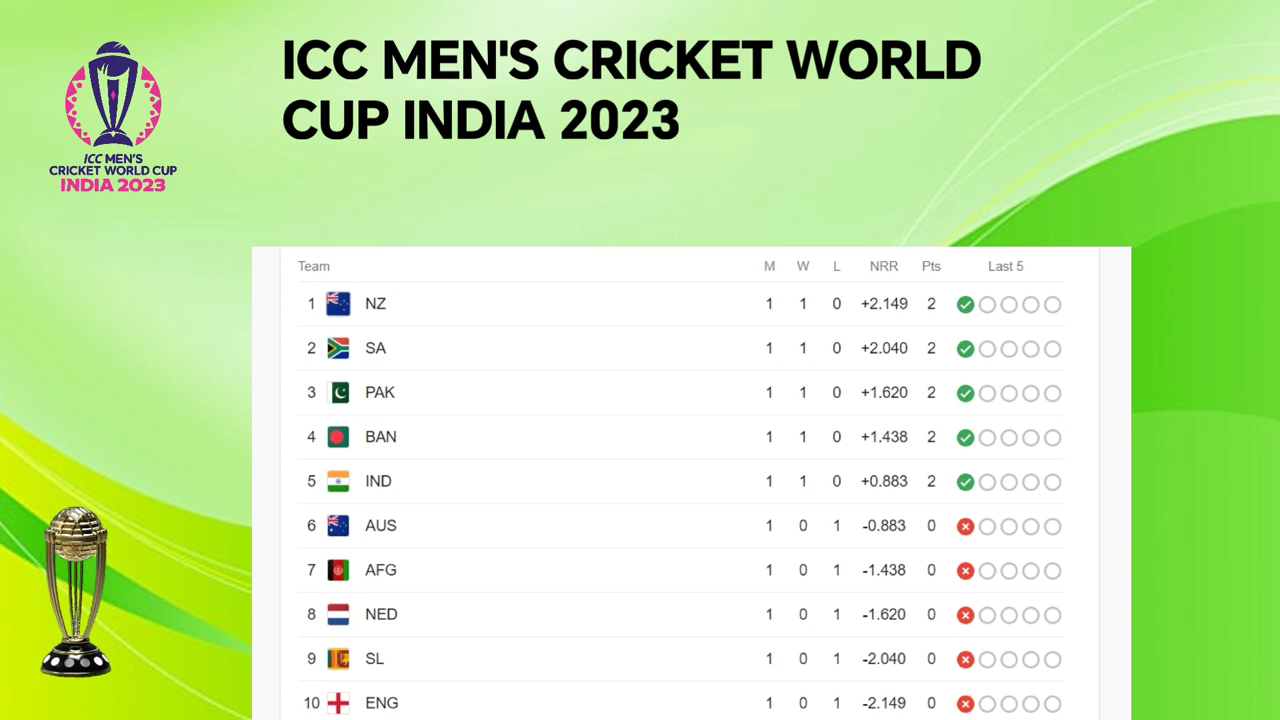 ICC MEN'S CRICKET WORLD
CUP INDIA 2023
ICC MEN'S
CRICKET WORLD CUP
INDIA 2023
Team M W L NRR Pts Last 5
1 NZ 1 1 0 +2.149 2
2 SA 1 1 0 +2.040 2
3 PAK 1 1 0 +1.620 2
4 BAN 1 1 0 +1.438 2
5 IND 1 1 0 +0.883 2
6 AUS 1 0 1 -0.883 0
7 AFG 1 0 1 -1.438 0
8 NED 1 0 1 -1.620 0
9 SL 1 0 1 -2.040 0
10 ENG 1 0 1 -2.149 0